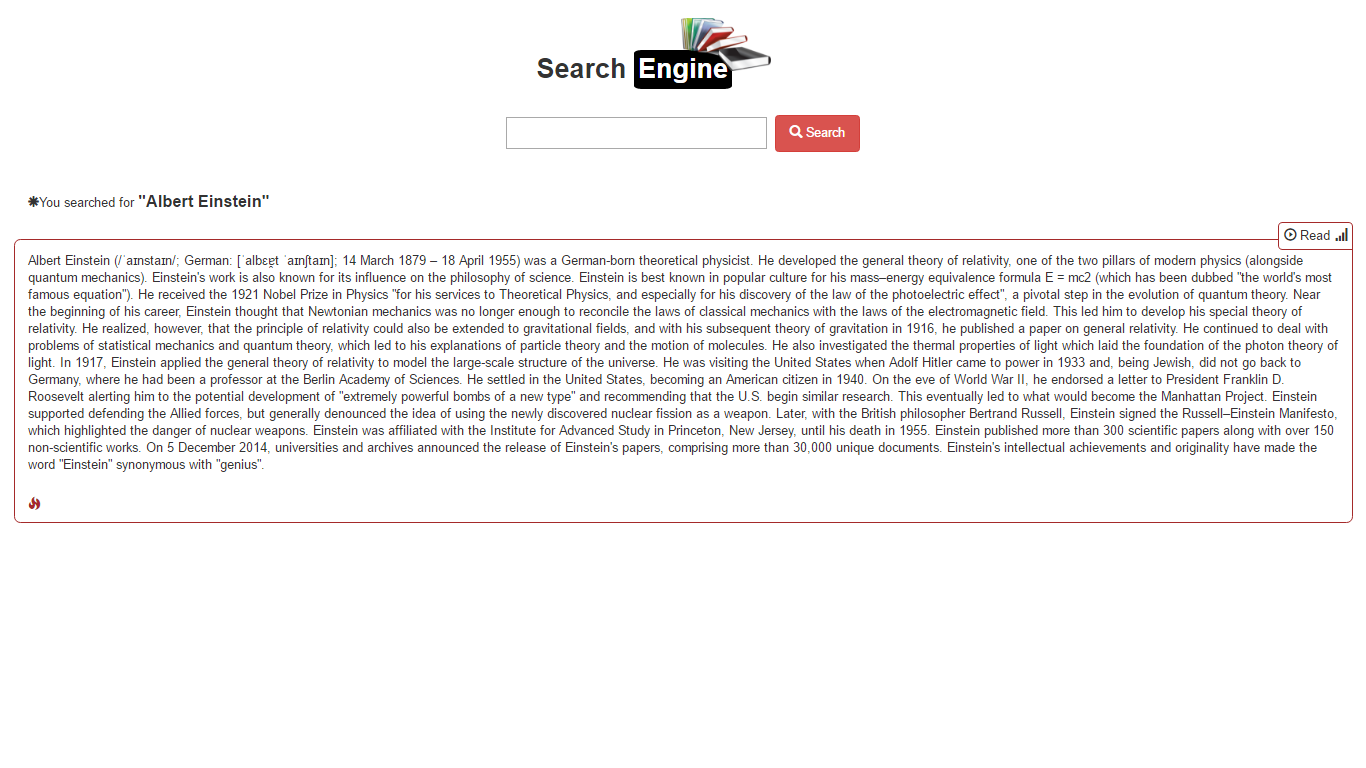 Search Engine
Search
You searched for "Albert Einstein"
Read
Albert Einstein (/ˈaɪnstaɪn/; German: [ˈalbɛɐ̯t ˈaɪnʃtaɪn]; 14 March 1879 – 18 April 1955) was a German-born theoretical physicist. He developed the general theory of relativity, one of the two pillars of modern physics (alongside
quantum mechanics). Einstein's work is also known for its influence on the philosophy of science. Einstein is best known in popular culture for his mass–energy equivalence formula E = mc2 (which has been dubbed "the world's most
famous equation"). He received the 1921 Nobel Prize in Physics "for his services to Theoretical Physics, and especially for his discovery of the law of the photoelectric effect", a pivotal step in the evolution of quantum theory. Near
the beginning of his career, Einstein thought that Newtonian mechanics was no longer enough to reconcile the laws of classical mechanics with the laws of the electromagnetic field. This led him to develop his special theory of
relativity. He realized, however, that the principle of relativity could also be extended to gravitational fields, and with his subsequent theory of gravitation in 1916, he published a paper on general relativity. He continued to deal with
problems of statistical mechanics and quantum theory, which led to his explanations of particle theory and the motion of molecules. He also investigated the thermal properties of light which laid the foundation of the photon theory of
light. In 1917, Einstein applied the general theory of relativity to model the large-scale structure of the universe. He was visiting the United States when Adolf Hitler came to power in 1933 and, being Jewish, did not go back to
Germany, where he had been a professor at the Berlin Academy of Sciences. He settled in the United States, becoming an American citizen in 1940. On the eve of World War II, he endorsed a letter to President Franklin D.
Roosevelt alerting him to the potential development of "extremely powerful bombs of a new type" and recommending that the U.S. begin similar research. This eventually led to what would become the Manhattan Project. Einstein
supported defending the Allied forces, but generally denounced the idea of using the newly discovered nuclear fission as a weapon. Later, with the British philosopher Bertrand Russell, Einstein signed the Russell–Einstein Manifesto,
which highlighted the danger of nuclear weapons. Einstein was affiliated with the Institute for Advanced Study in Princeton, New Jersey, until his death in 1955. Einstein published more than 300 scientific papers along with over 150
non-scientific works. On 5 December 2014, universities and archives announced the release of Einstein's papers, comprising more than 30,000 unique documents. Einstein's intellectual achievements and originality have made the
word "Einstein" synonymous with "genius".